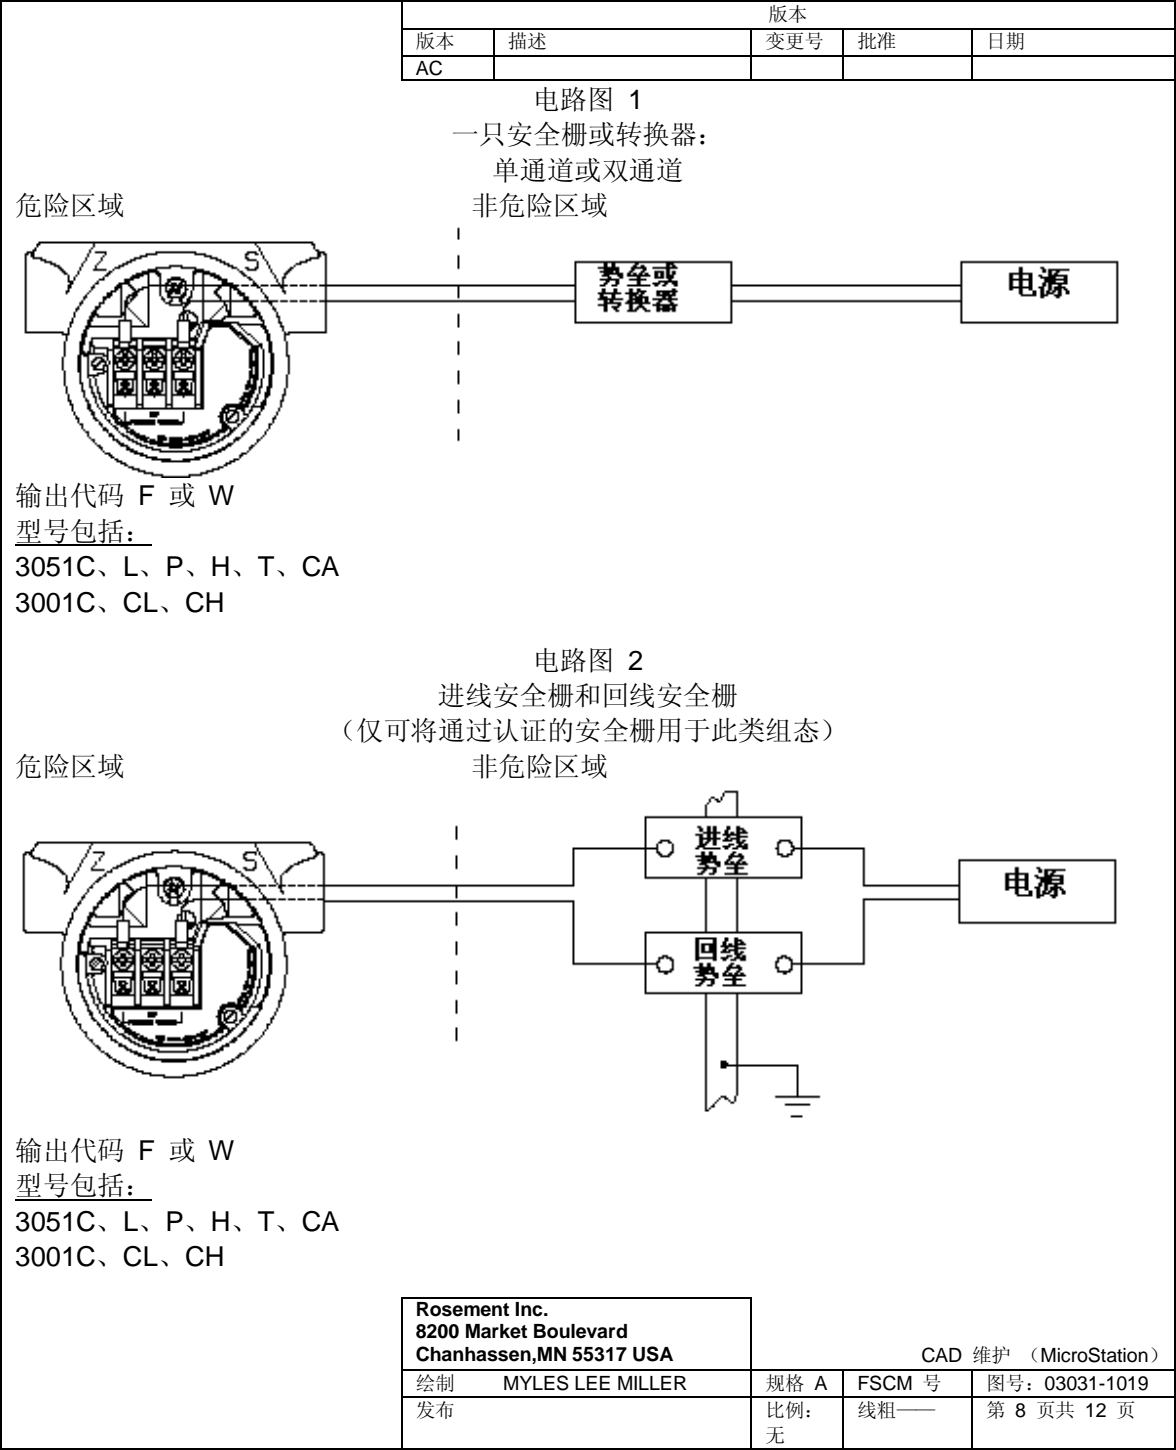 版本
版本 描述 变更号 批准 日期
AC
电路图 1
一只安全栅或转换器：
单通道或双通道
危险区域 非危险区域
Z S
势垒或
转换器
电源
输出代码 F 或 W
型号包括：
3051C、L、P、H、T、CA
3001C、CL、CH
电路图 2
进线安全栅和回线安全栅
（仅可将通过认证的安全栅用于此类组态）
危险区域 非危险区域
Z S
进线
势垒
电源
回线
势垒
输出代码 F 或 W
型号包括：
3051C、L、P、H、T、CA
3001C、CL、CH
Rosement Inc.
8200 Market Boulevard
Chanhassen,MN 55317 USA
CAD 维护 （MicroStation）
绘制 MYLES LEE MILLER 规格 A FSCM 号 图号：03031-1019
发布 比例：
无 线粗—— 第 8 页共 12 页